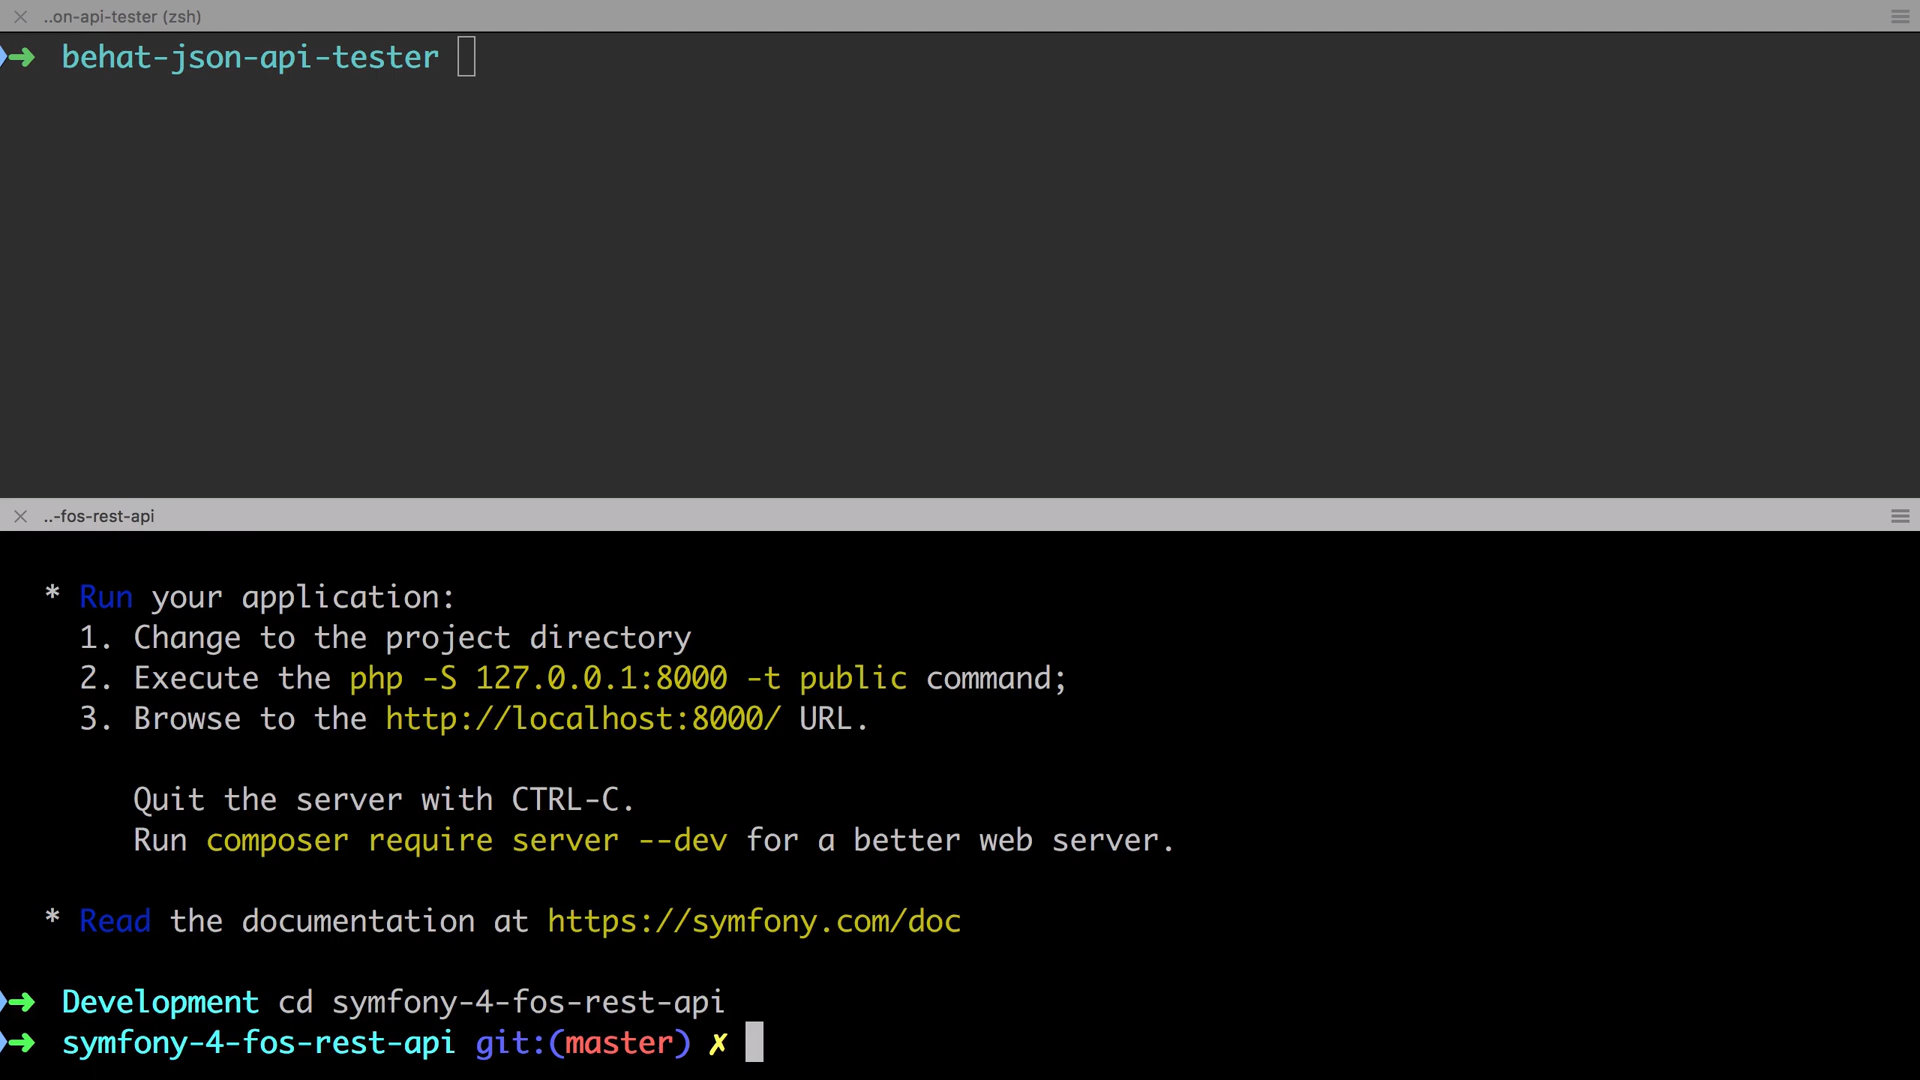 ..on-api-tester (zsh)
➜ behat-json-api-tester
..-fos-rest-api
* Run your application:
1. Change to the project directory
2. Execute the php -S 127.0.0.1:8000 -t public command;
3. Browse to the http://localhost:8000/ URL.
Quit the server with CTRL-C.
Run composer require server --dev for a better web server.
* Read the documentation at https://symfony.com/doc
➜ Development cd symfony-4-fos-rest-api
➜ symfony-4-fos-rest-api git:(master) ✗